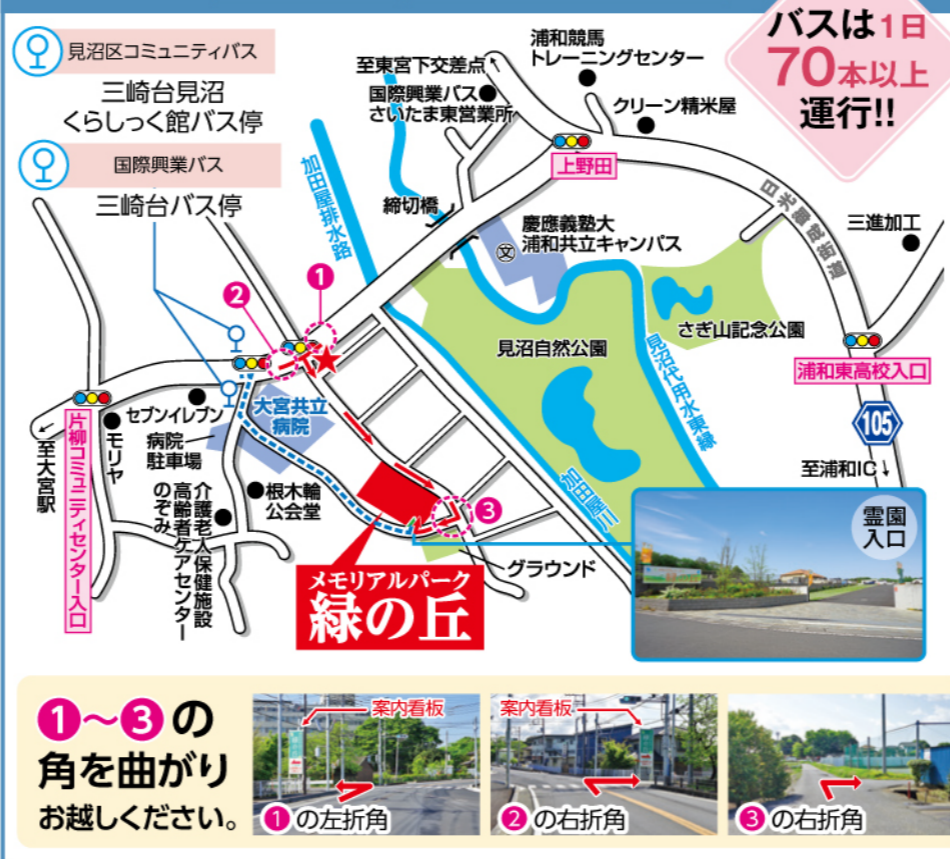 見沼区コミュニティバス
三崎台見沼
くらしっく館バス停
国際興業バス
三崎台バス停
バスは1日
70本以上
運行!!
至東宮下交差点
国際興業バス
さいたま東営業所
浦和競馬
トレーニングセンター
クリーン精米屋
上野田
加田屋排水路
締切橋
慶應義塾大
浦和共立キャンパス
文
日光御成街道
三進加工
さぎ山記念公園
見沼自然公園
見沼代用水東縁
浦和東高校入口
105
至浦和IC↓
加田屋川
1
2
3
セブンイレブン
大宮共立
病院
病院
駐車場
モリヤ
片柳コミュニティセンター入口
至大宮駅
根木輪
公会堂
介護老人保健施設
高齢者ケアセンター
のぞみ
グラウンド
メモリアルパーク
緑の丘
霊園
入口
1~3の
角を曲がり
お越しください。
案内看板
1の左折角
案内看板
2の右折角
3の右折角